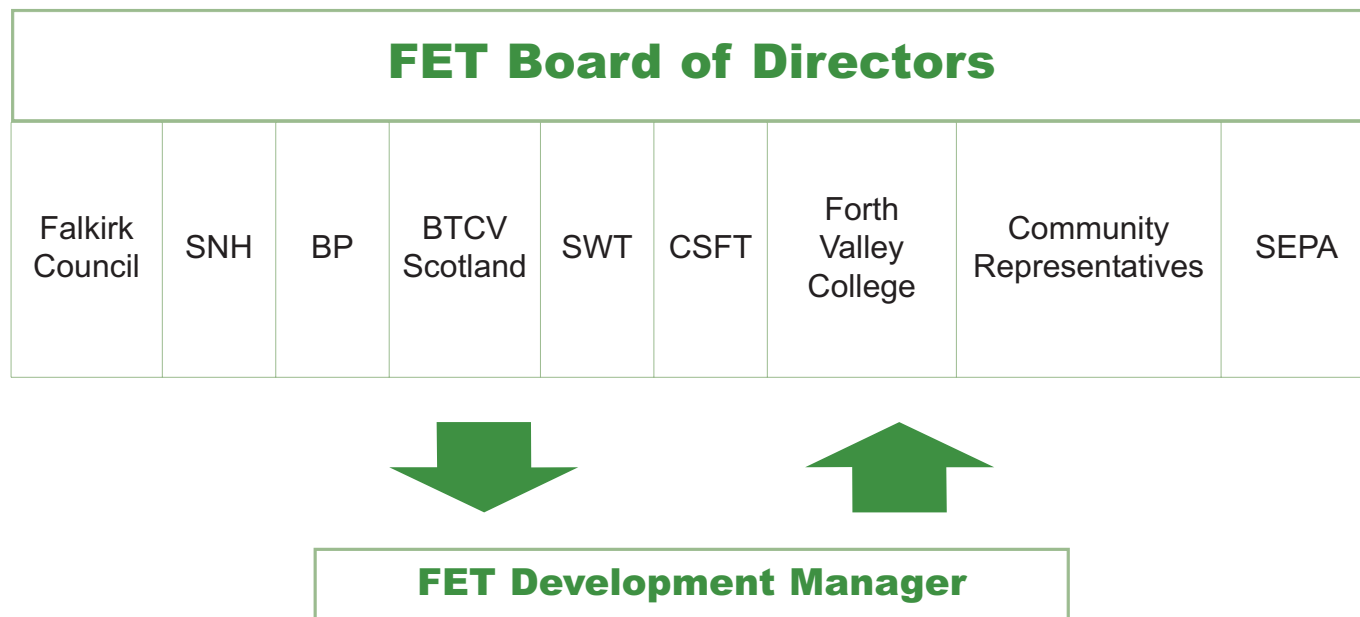 FET Board of Directors
Falkirk
Council
SNH
BP
BTCV
Scotland
SWT
CSFT
Forth
Valley
College
Community
Representatives
SEPA
FET Development Manager